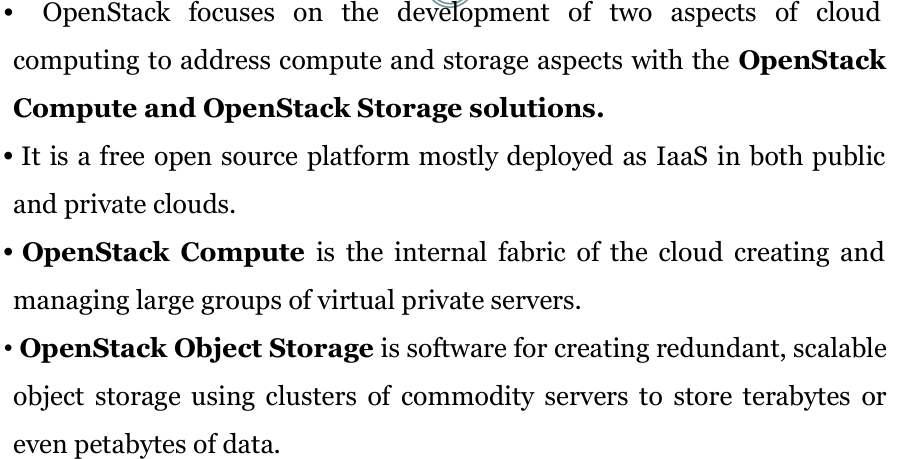 • OpenStack focuses on the development of two aspects of cloud
computing to address compute and storage aspects with the OpenStack
Compute and OpenStack Storage solutions.
• It is a free open source platform mostly deployed as IaaS in both public
and private clouds.
• OpenStack Compute is the internal fabric of the cloud creating and
managing large groups of virtual private servers.
• OpenStack Object Storage is software for creating redundant, scalable
object storage using clusters of commodity servers to store terabytes or
even petabytes of data.